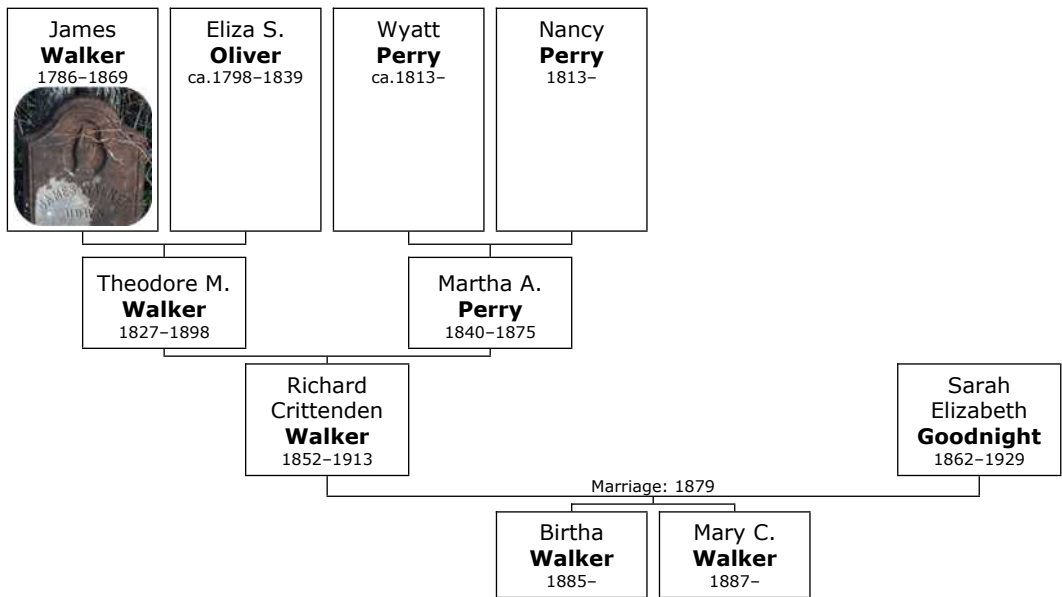 James
Walker
1786–1869
JAMES WALKER
Eliza S.
Oliver
ca.1798–1839
Wyatt
Perry
ca.1813–
Nancy
Perry
1813–
Theodore M.
Walker
1827–1898
Martha A.
Perry
1840–1875
Richard
Crittenden
Walker
1852–1913
Sarah
Elizabeth
Goodnight
1862–1929
Marriage: 1879
Birtha
Walker
1885–
Mary C.
Walker
1887–